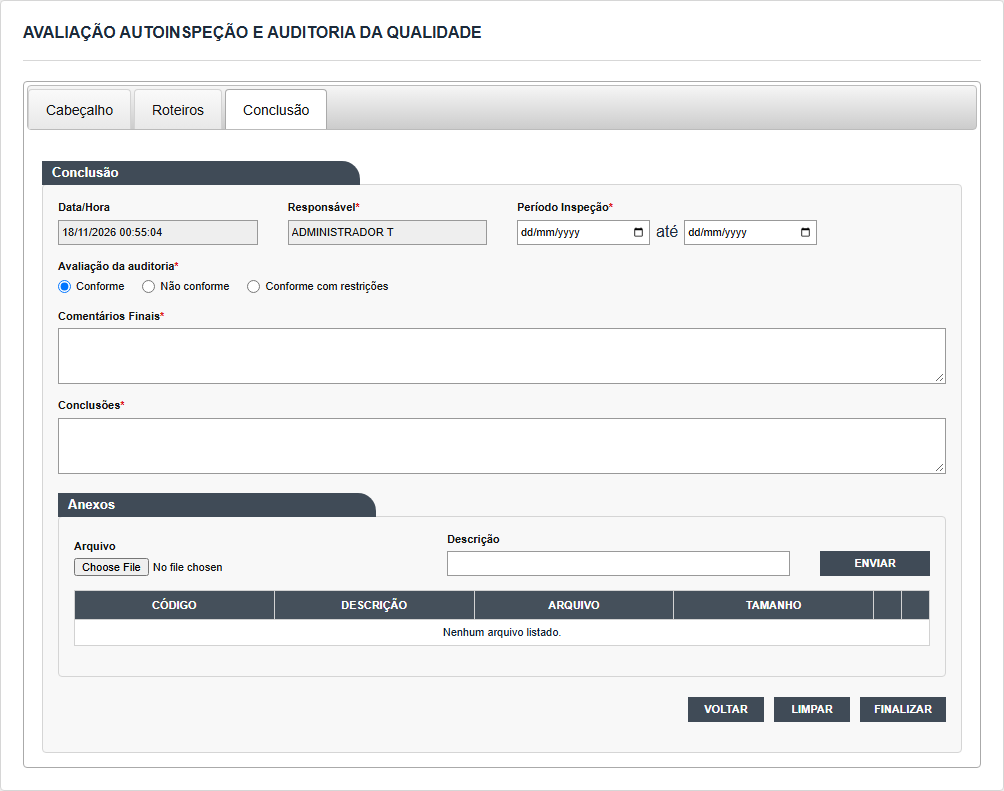 AVALIAÇÃO AUTOINSPEÇÃO E AUDITORIA DA QUALIDADE
Cabeçalho Roteiros Conclusão
Conclusão
Data/Hora Responsável* Período Inspeção*
18/11/2026 00:55:04 ADMINISTRADOR T dd/mm/yyyy até dd/mm/yyyy
Avaliação da auditoria*
Conforme Não conforme Conforme com restrições
Comentários Finais*
Conclusões*
Anexos
Arquivo Descrição
Choose File No file chosen ENVIAR
CÓDIGO DESCRIÇÃO ARQUIVO TAMANHO
Nenhum arquivo listado.
VOLTAR LIMPAR FINALIZAR